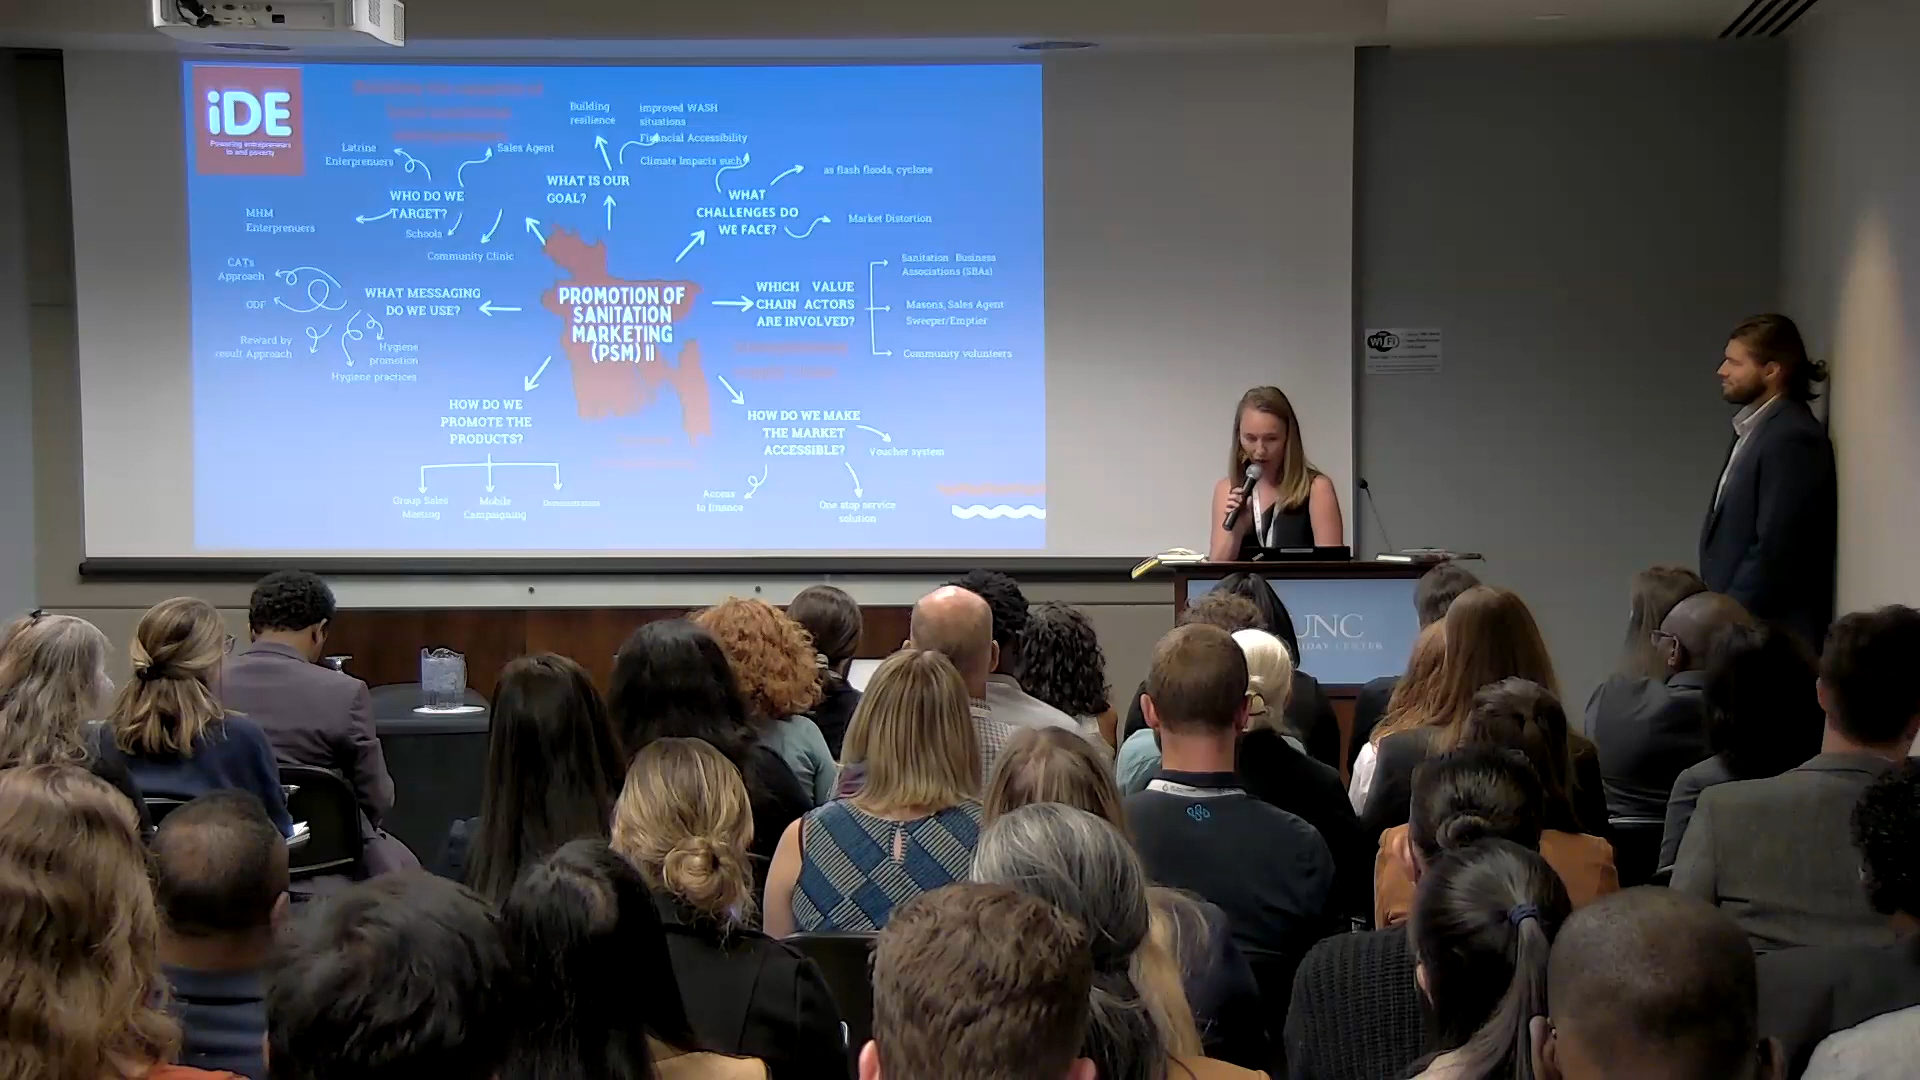 iDE
Powering entrepreneurs
to end poverty
Building
resilience
improved WASH
situations
Financial Accessibility
Climate Impacts such
as flash floods, cyclone
Latrine
Enterprenuers
Sales Agent
WHO DO WE
TARGET?
MHM
Enterprenuers
Schools
Community Clinic
WHAT IS OUR
GOAL?
WHAT
CHALLENGES DO
WE FACE?
Market Distortion
CATs
Approach
ODF
WHAT MESSAGING
DO WE USE?
Reward by
result Approach
Hygiene
promotion
Hygiene practices
PROMOTION OF
SANITATION
MARKETING
(PSM) II
WHICH VALUE
CHAIN ACTORS
ARE INVOLVED?
Sanitation Business
Associations (SBAs)
Masons, Sales Agent
Sweeper/Emptier
Community volunteers
HOW DO WE
PROMOTE THE
PRODUCTS?
Group Sales
Meeting
Mobile
Campaigning
Demonstration
HOW DO WE MAKE
THE MARKET
ACCESSIBLE?
Voucher system
Access
to finance
One stop service
solution
WiFi
UNC
CENTER